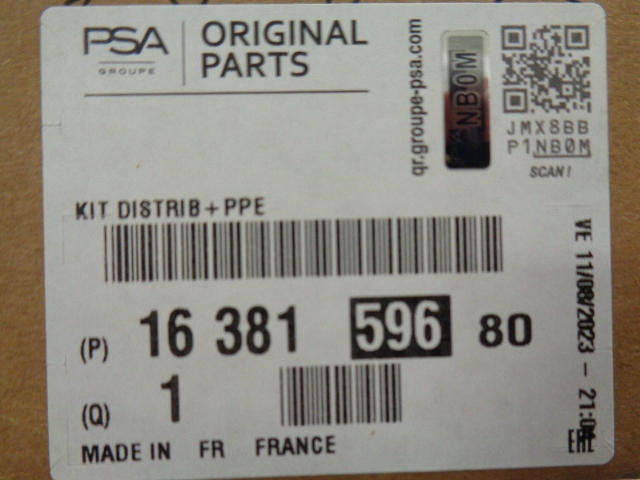 PSA
GROUPE
ORIGINAL
PARTS
qr.groupe-psa.com
NB0M
JMX8BB
P1NB0M
SCAN!
KIT DISTRIB+PPE
VE 11/08/2023 - 21:0
(P) 16 381 596 80
(Q) 1
MADE IN FR FRANCE